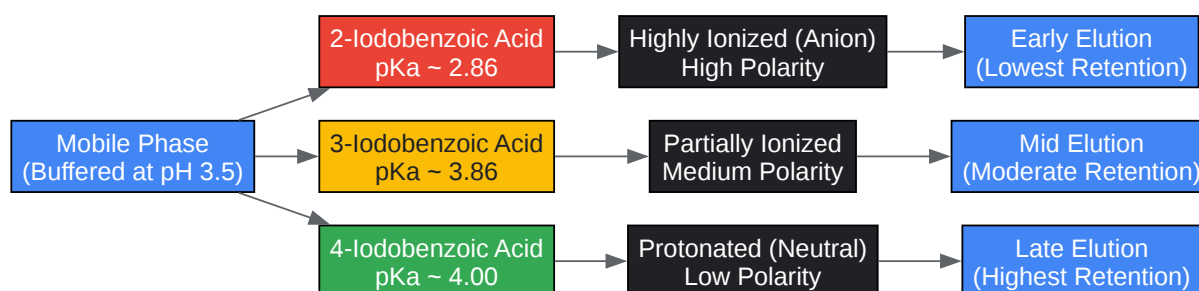 2-Iodobenzoic Acid
pKa ~ 2.86
Highly Ionized (Anion)
High Polarity
Early Elution
(Lowest Retention)
Mobile Phase
(Buffered at pH 3.5)
3-Iodobenzoic Acid
pKa ~ 3.86
Partially Ionized
Medium Polarity
Mid Elution
(Moderate Retention)
4-Iodobenzoic Acid
pKa ~ 4.00
Protonated (Neutral)
Low Polarity
Late Elution
(Highest Retention)